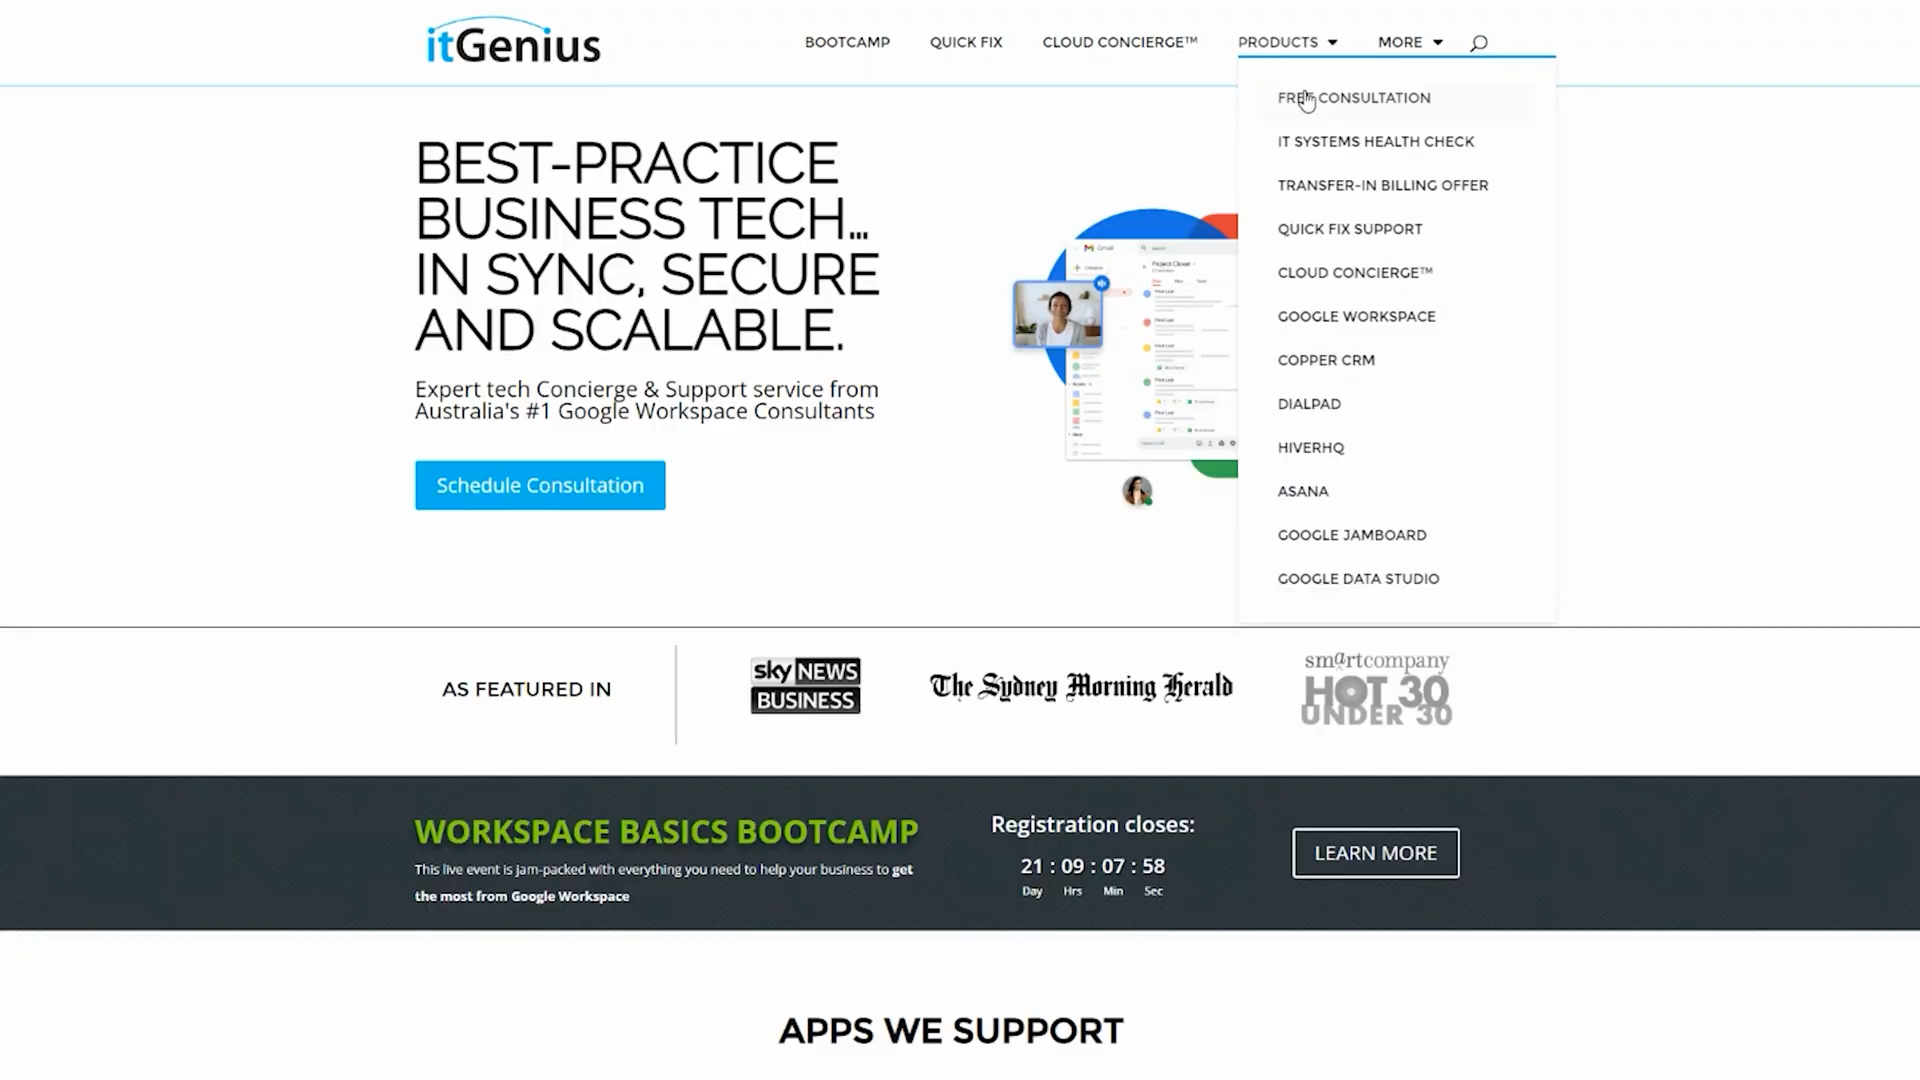 itGenius
BOOTCAMP
QUICK FIX
CLOUD CONCIERGE™
PRODUCTS
MORE
FREE CONSULTATION
IT SYSTEMS HEALTH CHECK
TRANSFER-IN BILLING OFFER
QUICK FIX SUPPORT
CLOUD CONCIERGE™
GOOGLE WORKSPACE
COPPER CRM
DIALPAD
HIVERHQ
ASANA
GOOGLE JAMBOARD
GOOGLE DATA STUDIO
BEST-PRACTICE
BUSINESS TECH...
IN SYNC, SECURE
AND SCALABLE.
Expert tech Concierge & Support service from
Australia's #1 Google Workspace Consultants
Schedule Consultation
Gmail
Project Clover
AS FEATURED IN
sky NEWS
BUSINESS
The Sydney Morning Herald
smartcompany
HOT 30
UNDER 30
WORKSPACE BASICS BOOTCAMP
This live event is jam-packed with everything you need to help your business to get
the most from Google Workspace
Registration closes:
21 : 09 : 07 : 58
Day Hrs Min Sec
LEARN MORE
APPS WE SUPPORT